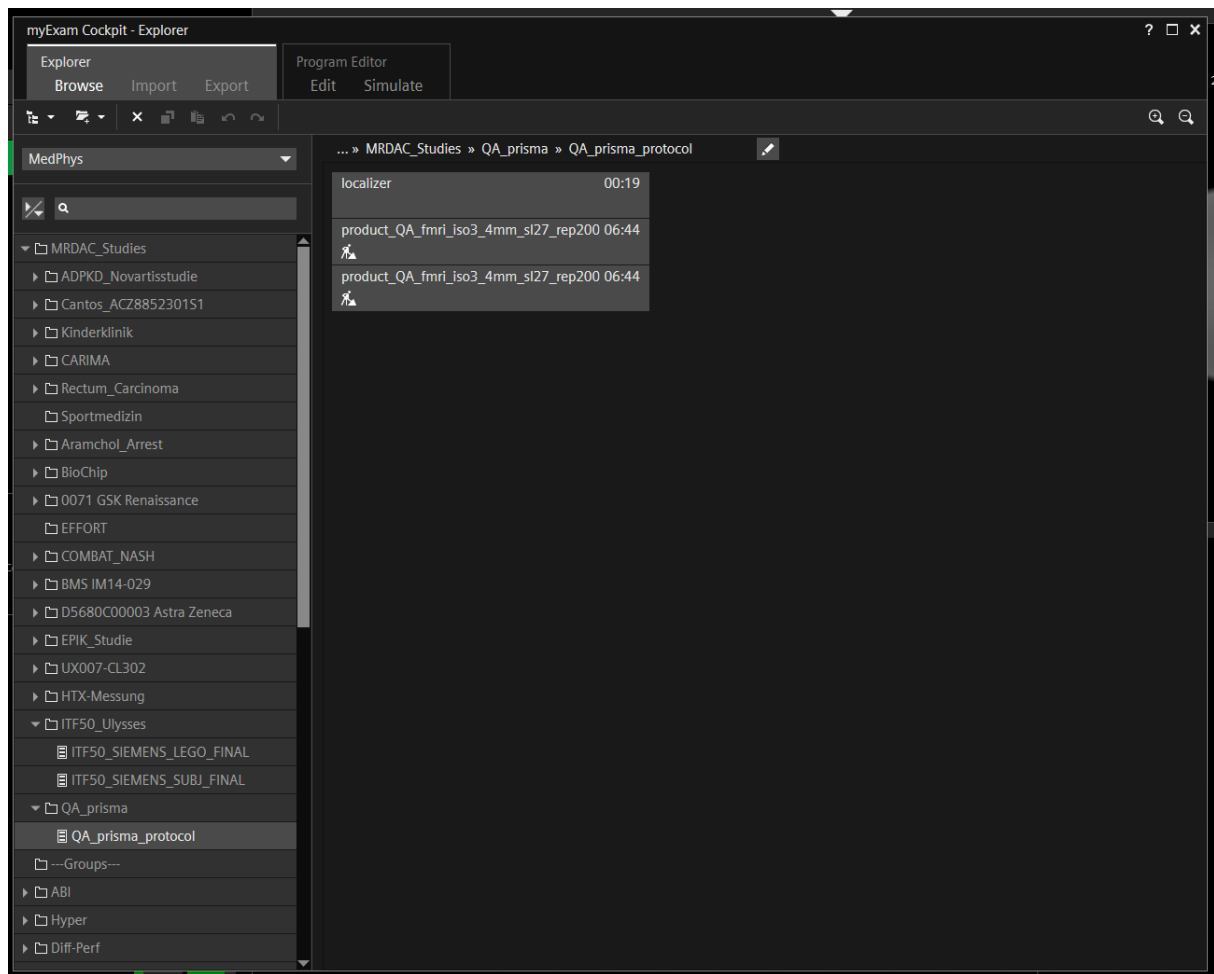 myExam Cockpit - Explorer
?
Explorer
Browse Import Export
Program Editor
Edit Simulate
MedPhys
... » MRDAC_Studies » QA_prisma » QA_prisma_protocol
localizer 00:19
product_QA_fmri_iso3_4mm_sl27_rep200 06:44
product_QA_fmri_iso3_4mm_sl27_rep200 06:44
MRDAC_Studies
ADPKD_Novartisstudie
Cantos_ACZ8852301S1
Kinderklinik
CARIMA
Rectum_Carcinoma
Sportmedizin
Aramchol_Arrest
BioChip
0071 GSK Renaissance
EFFORT
COMBAT_NASH
BMS IM14-029
D5680C00003 Astra Zeneca
EPIK_Studie
UX007-CL302
HTX-Messung
ITF50_Ulysses
ITF50_SIEMENS_LEGO_FINAL
ITF50_SIEMENS_SUBJ_FINAL
QA_prisma
QA_prisma_protocol
---Groups---
ABI
Hyper
Diff-Perf